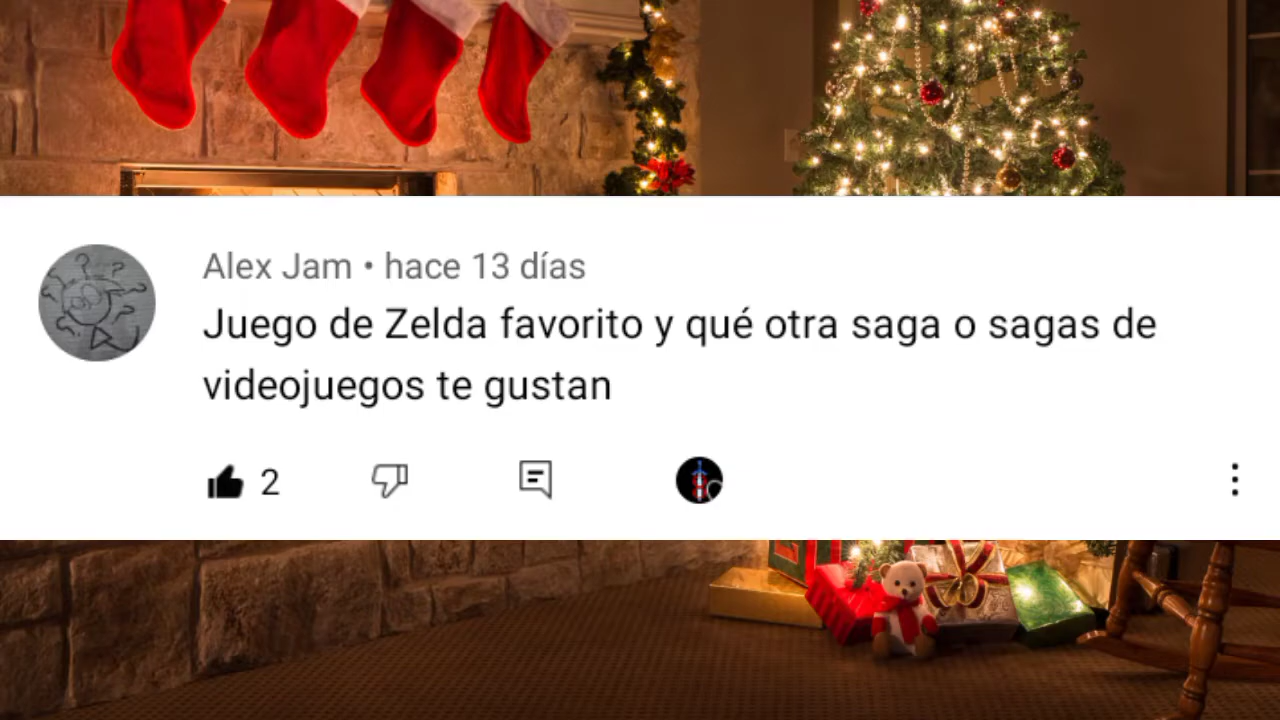 Alex Jam • hace 13 días
Juego de Zelda favorito y qué otra saga o sagas de
videojuegos te gustan
2